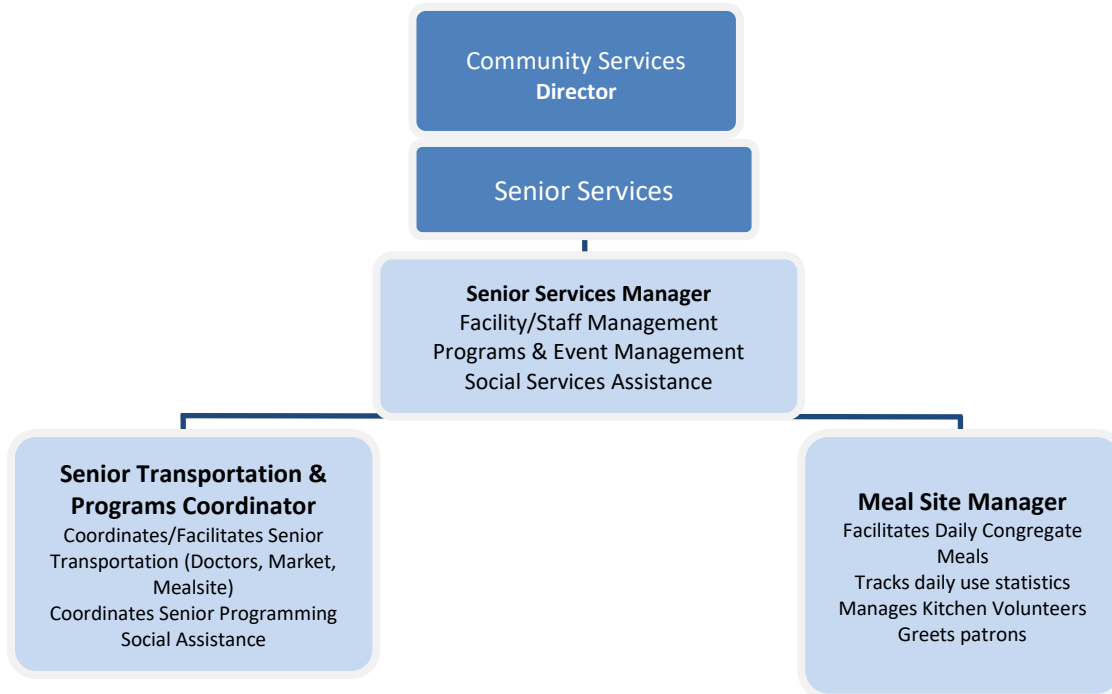 Community Services
Director
Senior Services
Senior Services Manager
Facility/Staff Management
Programs & Event Management
Social Services Assistance
Senior Transportation &
Programs Coordinator
Coordinates/Facilitates Senior
Transportation (Doctors, Market,
Mealsite)
Coordinates Senior Programming
Social Assistance
Meal Site Manager
Facilitates Daily Congregate
Meals
Tracks daily use statistics
Manages Kitchen Volunteers
Greets patrons